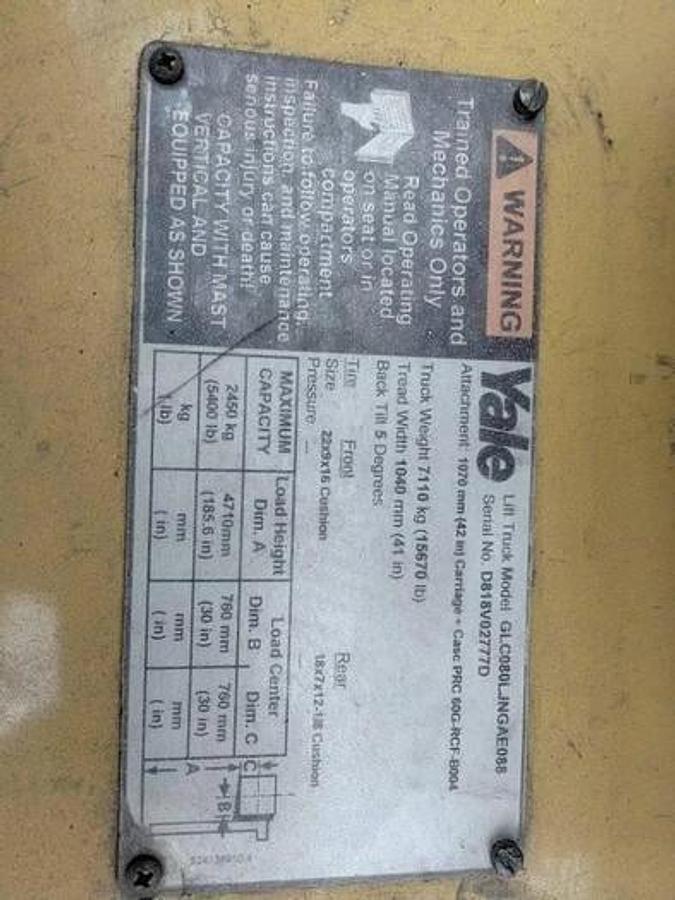 WARNING
Trained Operators and
Mechanics Only
Read Operating
Manual located
on seat or in
operators
compartment
Failure to follow operating,
inspection, and maintenance
instructions can cause
serious injury or death!
CAPACITY WITH MAST
VERTICAL AND
EQUIPPED AS SHOWN
Yale
Lift Truck Model GLC080LJNGAE088
Serial No. D818V02777D
Attachment 1070 mm (42 in) Carriage + Casc PRC 60G-RCF-B004
Truck Weight 7110 kg (15670 lb)
Tread Width 1040 mm (41 in)
Back Tilt 5 Degrees
Tire Front Rear
Size 22x9x16 Cushion 18x7x12-1/8 Cushion
Pressure --
MAXIMUM CAPACITY Load Height Dim. A Load Center Dim. B Dim. C
2450 kg 4710mm 760 mm 760 mm
(5400 lb) (185.6 in) (30 in) (30 in)
kg mm mm mm
( lb) ( in) ( in) ( in)
A B C